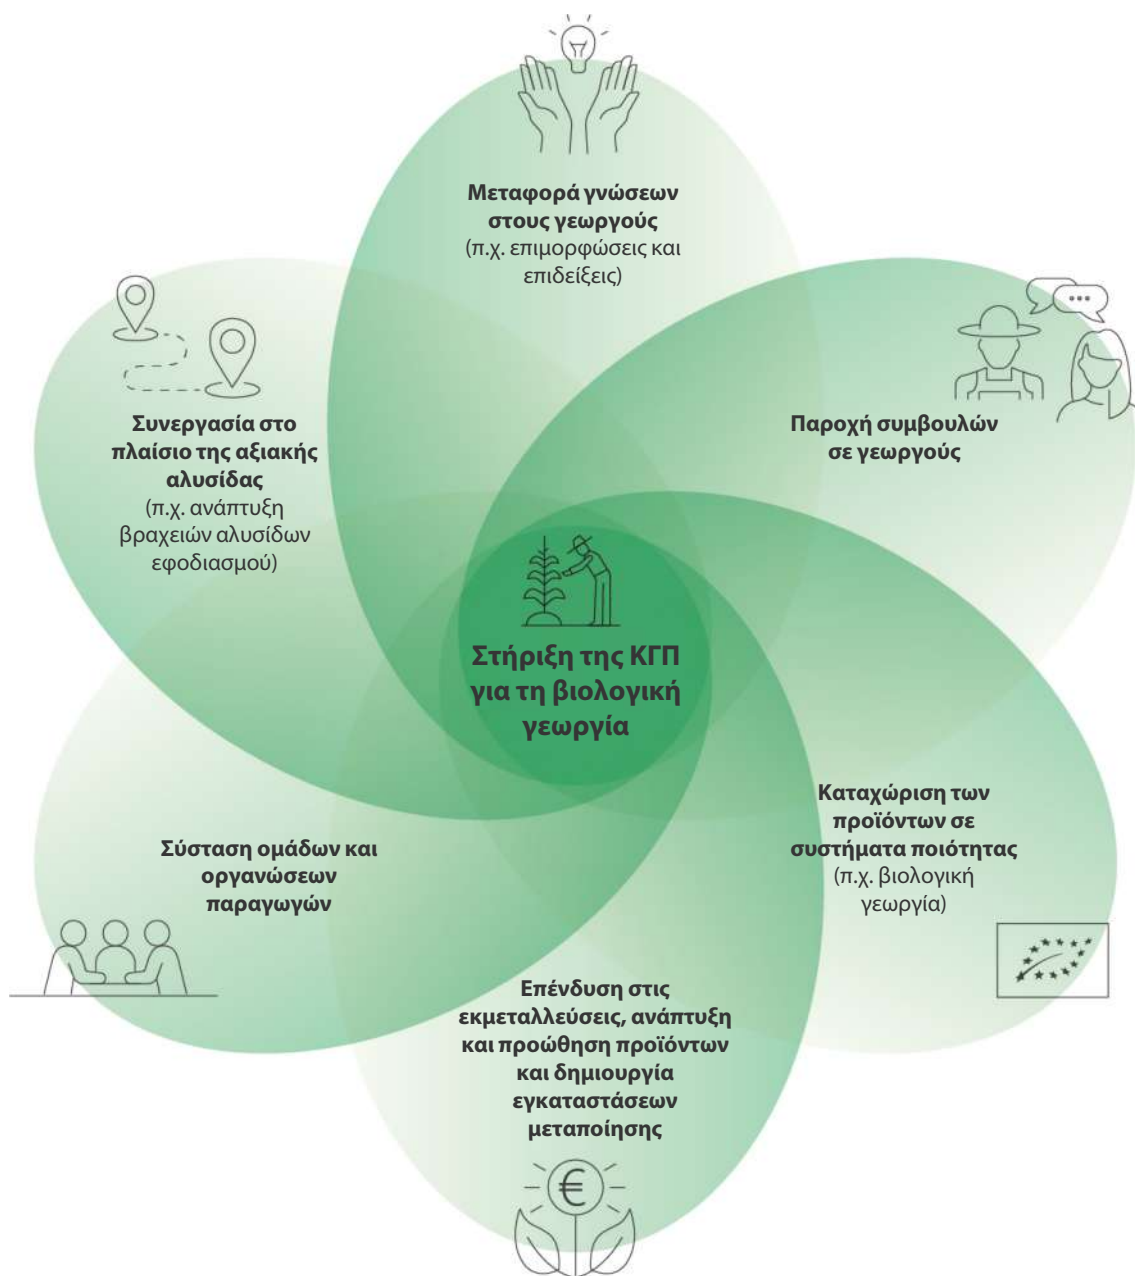 Μεταφορά γνώσεων
στους γεωργούς
(π.χ. επιμορφώσεις και
επιδείξεις)
Παροχή συμβουλών
σε γεωργούς
Συνεργασία στο
πλαίσιο της αξιακής
αλυσίδας
(π.χ. ανάπτυξη
βραχειών αλυσίδων
εφοδιασμού)
Στήριξη της ΚΓΠ
για τη βιολογική
γεωργία
Καταχώριση των
προϊόντων σε
συστήματα ποιότητας
(π.χ. βιολογική
γεωργία)
Σύσταση ομάδων και
οργανώσεων
παραγωγών
Επένδυση στις
εκμεταλλεύσεις, ανάπτυξη
και προώθηση προϊόντων
και δημιουργία
εγκαταστάσεων
μεταποίησης
€